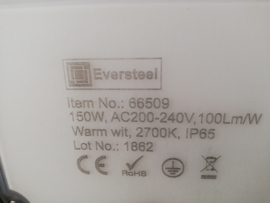 Eversteel
Item No.: 66509
150W, AC200-240V,100Lm/W
Warm wit, 2700K, IP65
Lot No.: 1862
CE RoHS